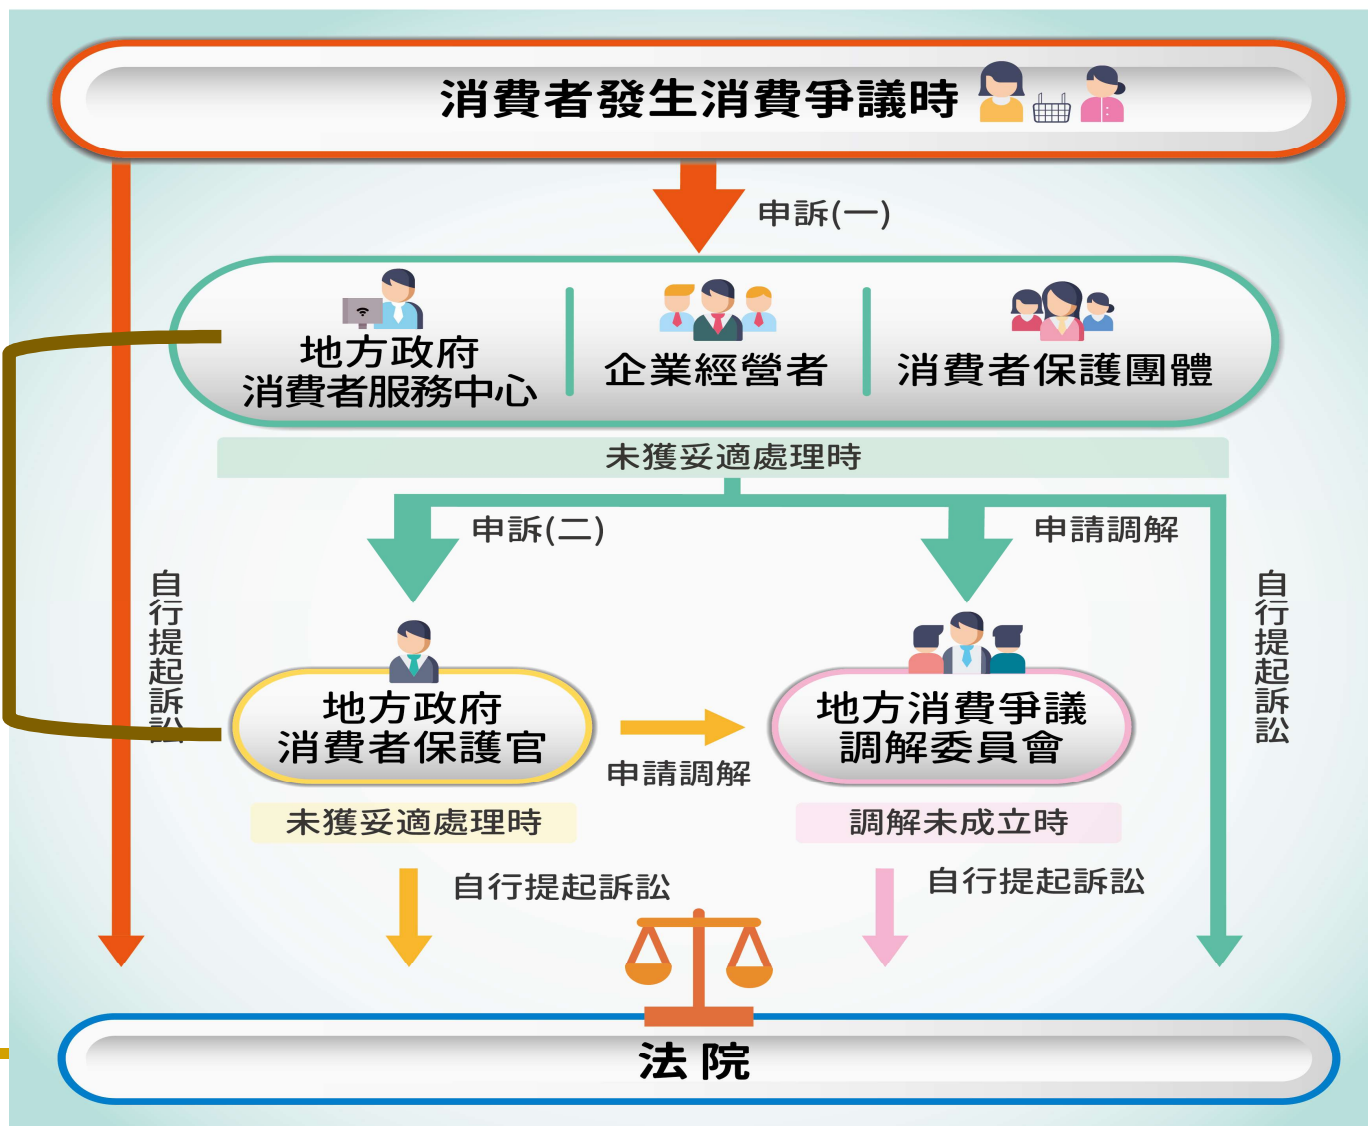 消費者發生消費爭議時
申訴(一)
地方政府
消費者服務中心
企業經營者
消費者保護團體
未獲妥適處理時
申訴(二)
申請調解
自行提起訴訟
自行提起訴訟
地方政府
消費者保護官
申請調解
地方消費爭議
調解委員會
未獲妥適處理時
調解未成立時
自行提起訴訟
自行提起訴訟
法院